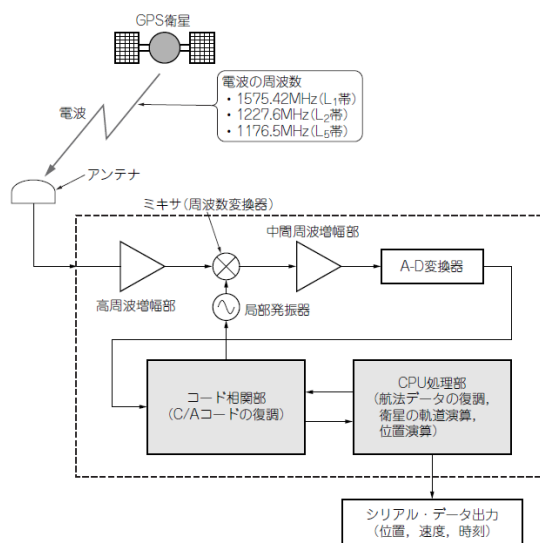 GPS衛星
電波の周波数
・1575.42MHz(L₁帯)
・1227.6MHz(L₂帯)
・1176.5MHz(L₅帯)
電波
アンテナ
ミキサ(周波数変換器)
中間周波増幅部
A-D変換器
高周波増幅部
局部発振器
コード相関部
(C/Aコードの復調)
CPU処理部
(航法データの復調,
衛星の軌道演算,
位置演算)
シリアル・データ出力
(位置, 速度, 時刻)